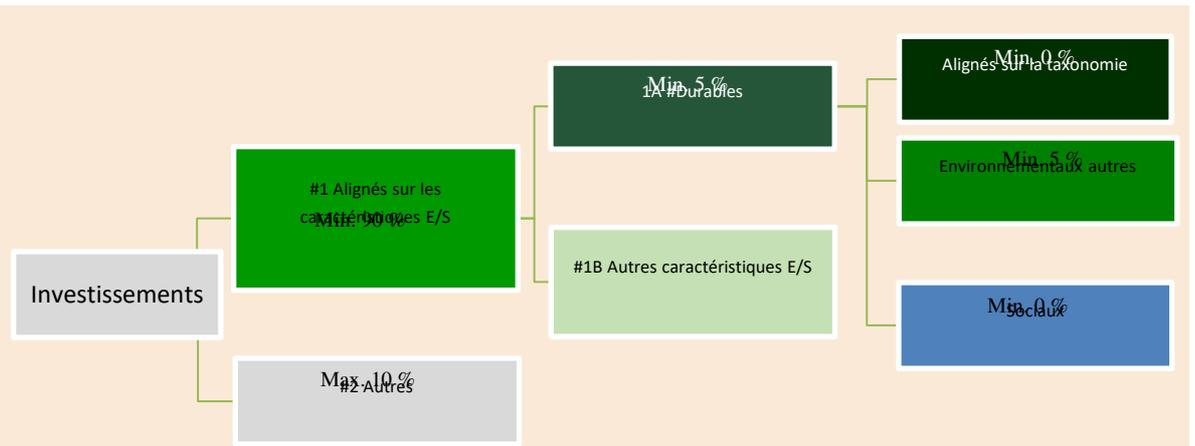 Investissements
#1 Alignés sur les
caractéristiques E/S
Min. 90 %
#2 Autres
Max. 10 %
1A #Durables
Min. 5 %
#1B Autres caractéristiques E/S
Alignés sur la taxonomie
Min. 0 %
Environnementaux autres
Min. 5 %
Sociaux
Min. 0 %